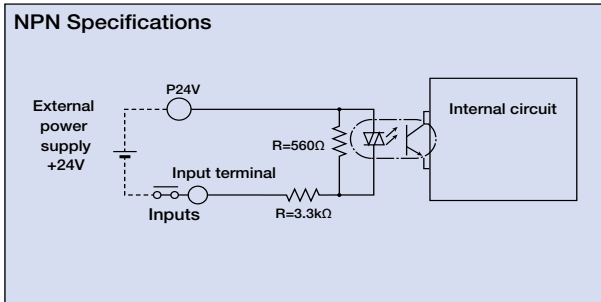 NPN Specifications
P24V
External
power
supply
+24V
Internal circuit
R=560Ω
Input terminal
Inputs
R=3.3kΩ